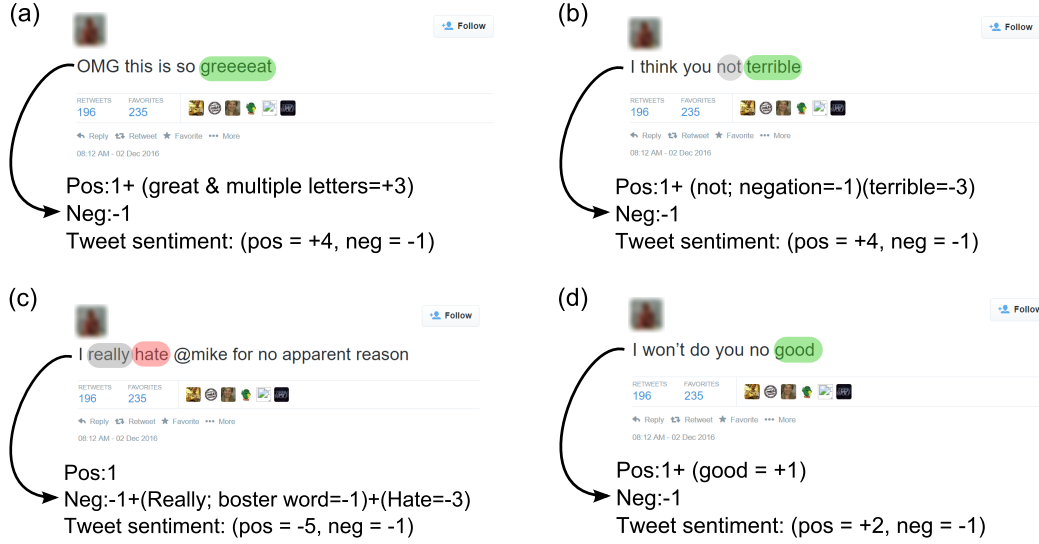 (a)
Follow
OMG this is so greeeeat
RETWEETS FAVORITES
196 235
Reply Retweet Favorite ••• More
08:12 AM - 02 Dec 2016
Pos:1+ (great & multiple letters=+3)
Neg:-1
Tweet sentiment: (pos = +4, neg = -1)
(b)
Follow
I think you not terrible
RETWEETS FAVORITES
196 235
Reply Retweet Favorite ••• More
08:12 AM - 02 Dec 2016
Pos:1+ (not; negation=-1)(terrible=-3)
Neg:-1
Tweet sentiment: (pos = +4, neg = -1)
(c)
Follow
I really hate @mike for no apparent reason
RETWEETS FAVORITES
196 235
Reply Retweet Favorite ••• More
08:12 AM - 02 Dec 2016
Pos:1
Neg:-1+(Really; boster word=-1)+(Hate=-3)
Tweet sentiment: (pos = -5, neg = -1)
(d)
Follow
I won't do you no good
RETWEETS FAVORITES
196 235
Reply Retweet Favorite ••• More
08:12 AM - 02 Dec 2016
Pos:1+ (good = +1)
Neg:-1
Tweet sentiment: (pos = +2, neg = -1)